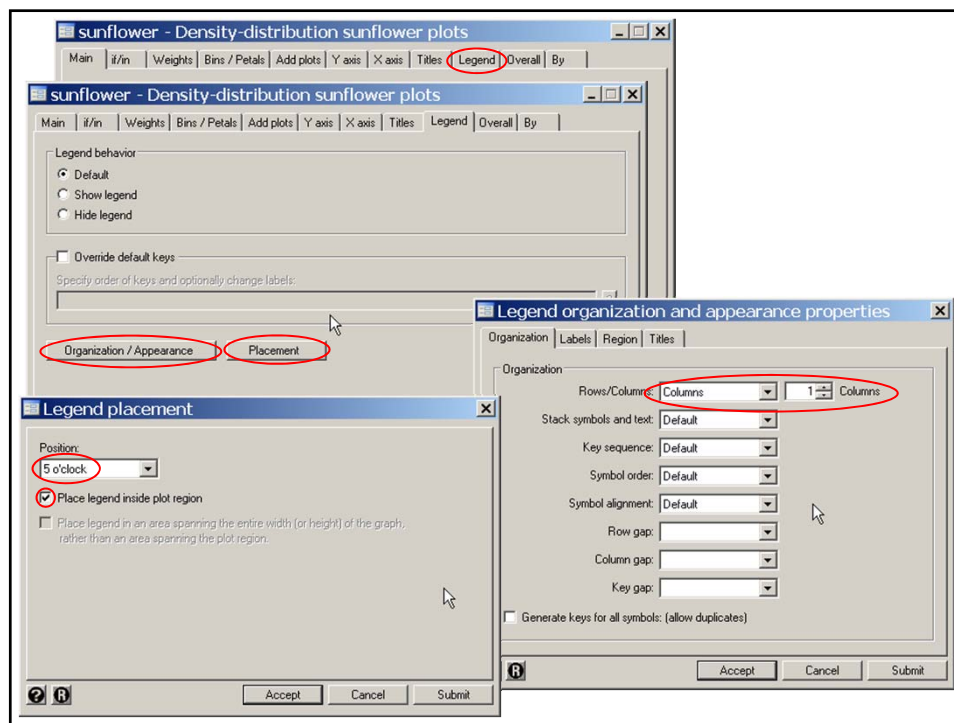 sunflower - Density-distribution sunflower plots
Main if/in Weights Bins / Petals Add plots Y axis X axis Titles Legend Overall By
sunflower - Density-distribution sunflower plots
Main if/in Weights Bins / Petals Add plots Y axis X axis Titles Legend Overall By
Legend behavior
Default
Show legend
Hide legend
Override default keys
Specify order of keys and optionally change labels:
Organization / Appearance Placement
Legend organization and appearance properties
Organization Labels Region Titles
Organization
Rows/Columns: Columns 1 Columns
Stack symbols and text: Default
Key sequence: Default
Symbol order: Default
Symbol alignment: Default
Row gap:
Column gap:
Key gap:
Generate keys for all symbols: (allow duplicates)
R Accept Cancel Submit
Legend placement
Position:
5 o'clock
Place legend inside plot region
Place legend in an area spanning the entire width (or height) of the graph,
rather than an area spanning the plot region.
? R Accept Cancel Submit